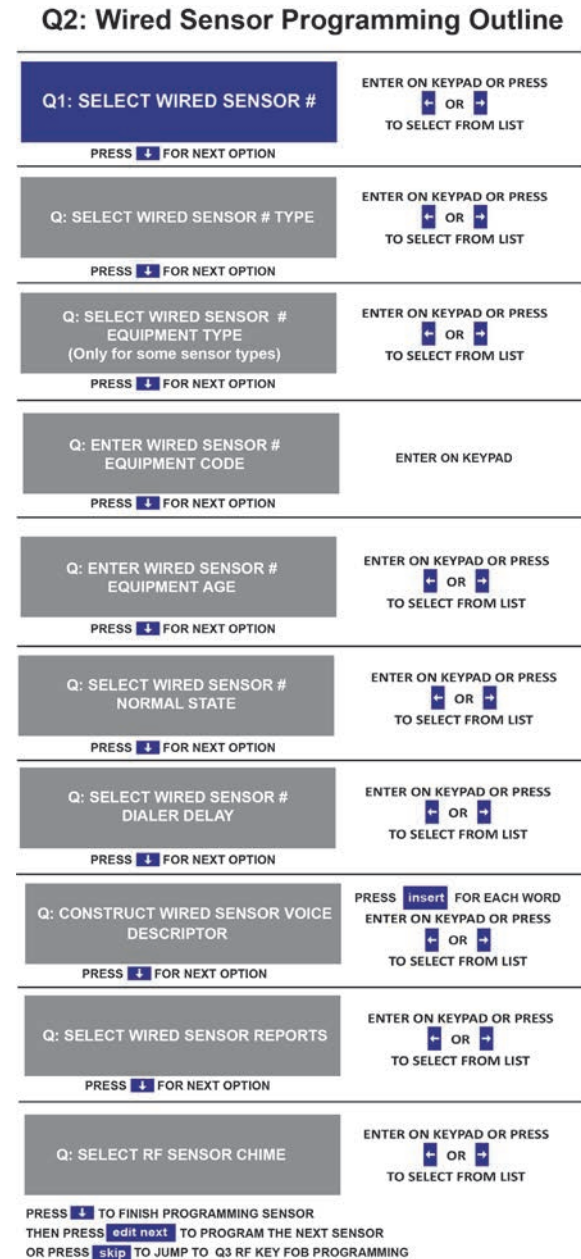 Q2: Wired Sensor Programming Outline
Q1: SELECT WIRED SENSOR #
ENTER ON KEYPAD OR PRESS
← OR →
TO SELECT FROM LIST
PRESS ↓ FOR NEXT OPTION
Q: SELECT WIRED SENSOR # TYPE
ENTER ON KEYPAD OR PRESS
← OR →
TO SELECT FROM LIST
PRESS ↓ FOR NEXT OPTION
Q: SELECT WIRED SENSOR #
EQUIPMENT TYPE
(Only for some sensor types)
ENTER ON KEYPAD OR PRESS
← OR →
TO SELECT FROM LIST
PRESS ↓ FOR NEXT OPTION
Q: ENTER WIRED SENSOR #
EQUIPMENT CODE
ENTER ON KEYPAD
PRESS ↓ FOR NEXT OPTION
Q: ENTER WIRED SENSOR #
EQUIPMENT AGE
ENTER ON KEYPAD OR PRESS
← OR →
TO SELECT FROM LIST
PRESS ↓ FOR NEXT OPTION
Q: SELECT WIRED SENSOR #
NORMAL STATE
ENTER ON KEYPAD OR PRESS
← OR →
TO SELECT FROM LIST
PRESS ↓ FOR NEXT OPTION
Q: SELECT WIRED SENSOR #
DIALER DELAY
ENTER ON KEYPAD OR PRESS
← OR →
TO SELECT FROM LIST
PRESS ↓ FOR NEXT OPTION
Q: CONSTRUCT WIRED SENSOR VOICE
DESCRIPTOR
PRESS insert FOR EACH WORD
ENTER ON KEYPAD OR PRESS
← OR →
TO SELECT FROM LIST
PRESS ↓ FOR NEXT OPTION
Q: SELECT WIRED SENSOR REPORTS
ENTER ON KEYPAD OR PRESS
← OR →
TO SELECT FROM LIST
PRESS ↓ FOR NEXT OPTION
Q: SELECT RF SENSOR CHIME
ENTER ON KEYPAD OR PRESS
← OR →
TO SELECT FROM LIST
PRESS ↓ TO FINISH PROGRAMMING SENSOR
THEN PRESS edit next TO PROGRAM THE NEXT SENSOR
OR PRESS skip TO JUMP TO Q3 RF KEY FOB PROGRAMMING